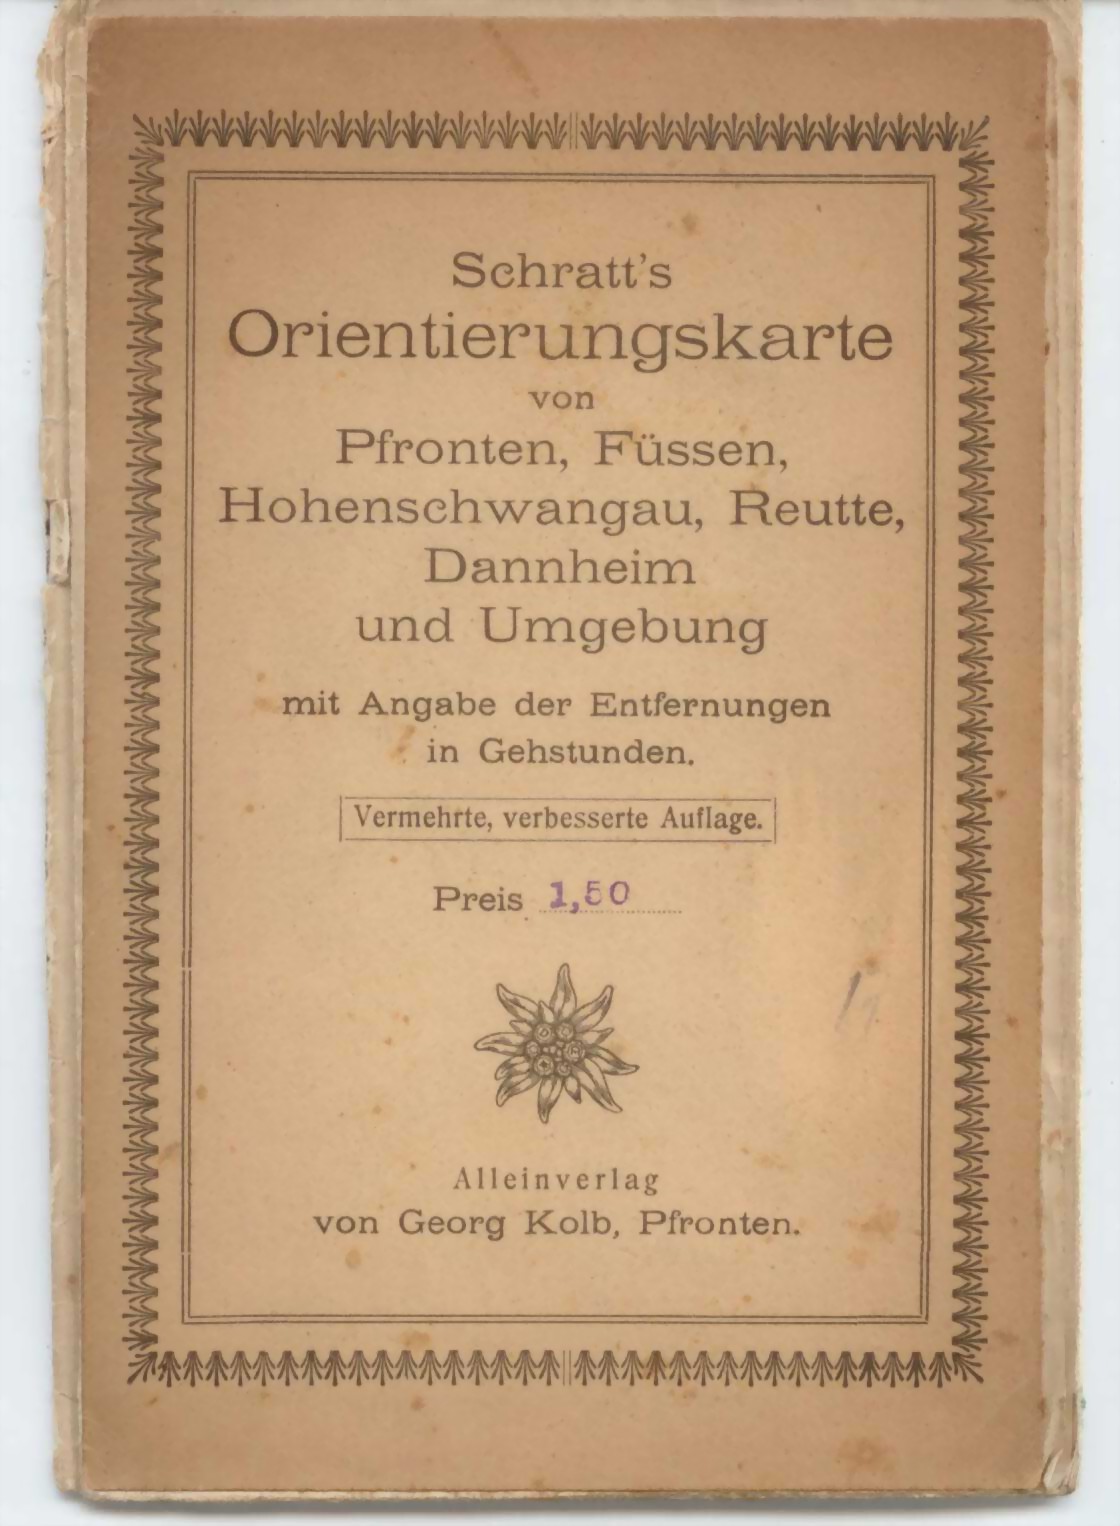 Schratt's
Orientierungskarte
von
Pfronten, Füssen,
Hohenschwangau, Reutte,
Dannheim
und Umgebung
mit Angabe der Entfernungen
in Gehstunden.
Vermehrte, verbesserte Auflage.
Preis 1,50
Alleinverlag
von Georg Kolb, Pfronten.